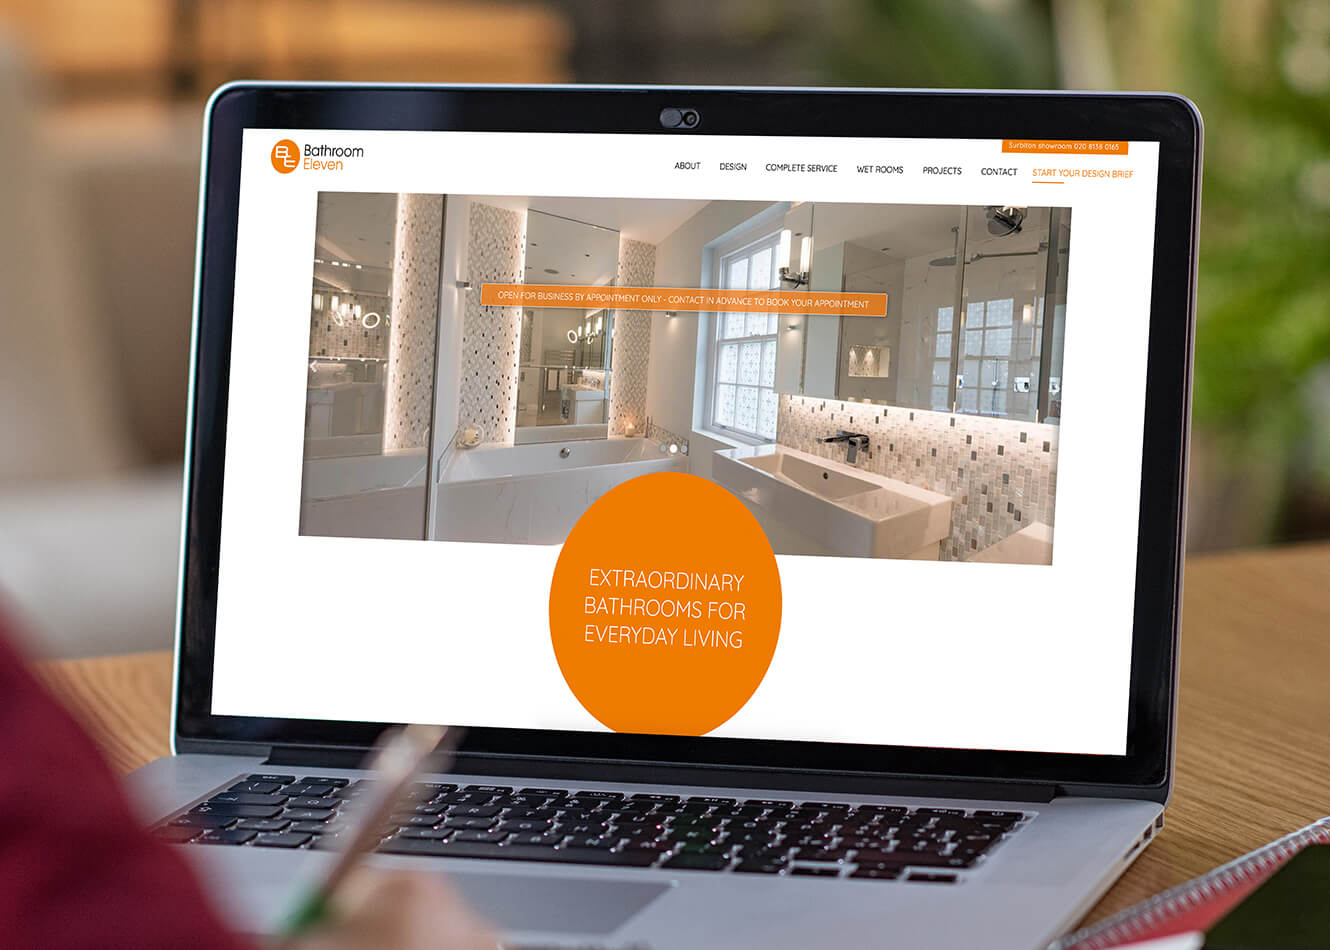 BE
Bathroom
Eleven
Surbiton showroom 020 8138 0165
ABOUT
DESIGN
COMPLETE SERVICE
WET ROOMS
PROJECTS
CONTACT
START YOUR DESIGN BRIEF
OPEN FOR BUSINESS BY APPOINTMENT ONLY - CONTACT IN ADVANCE TO BOOK YOUR APPOINTMENT
EXTRAORDINARY
BATHROOMS FOR
EVERYDAY LIVING